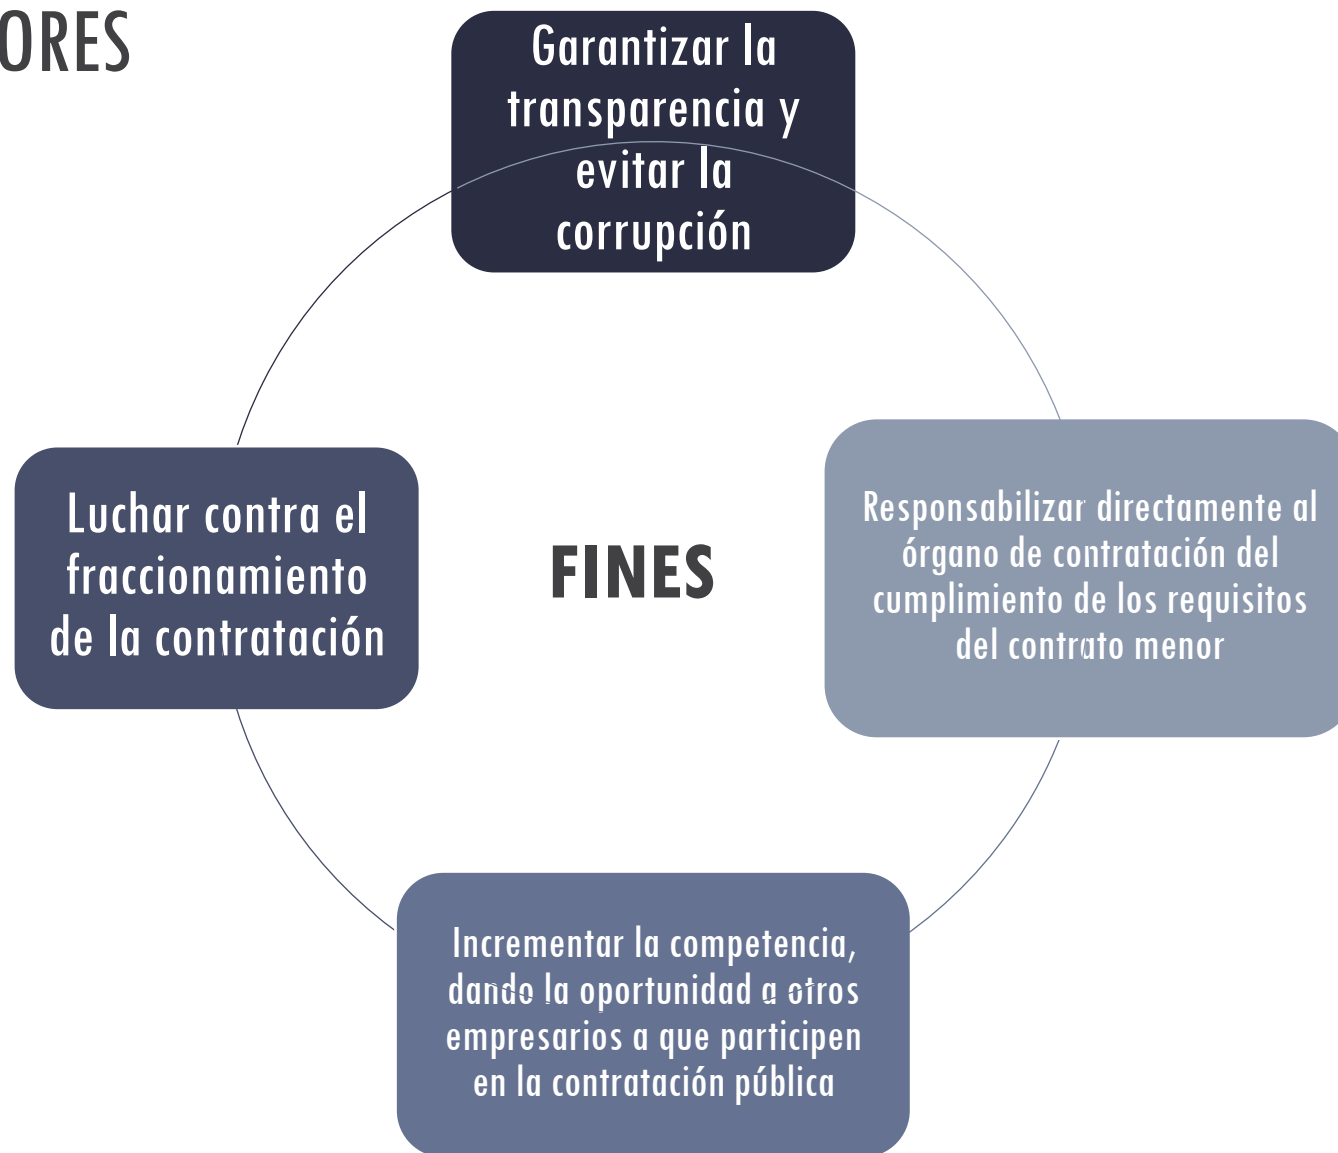 ORES
Garantizar la
transparencia y
evitar la
corrupción
Responsabilizar directamente al
órgano de contratación del
cumplimiento de los requisitos
del contrato menor
FINES
Luchar contra el
fraccionamiento
de la contratación
Incrementar la competencia,
dando la oportunidad a otros
empresarios a que participen
en la contratación pública